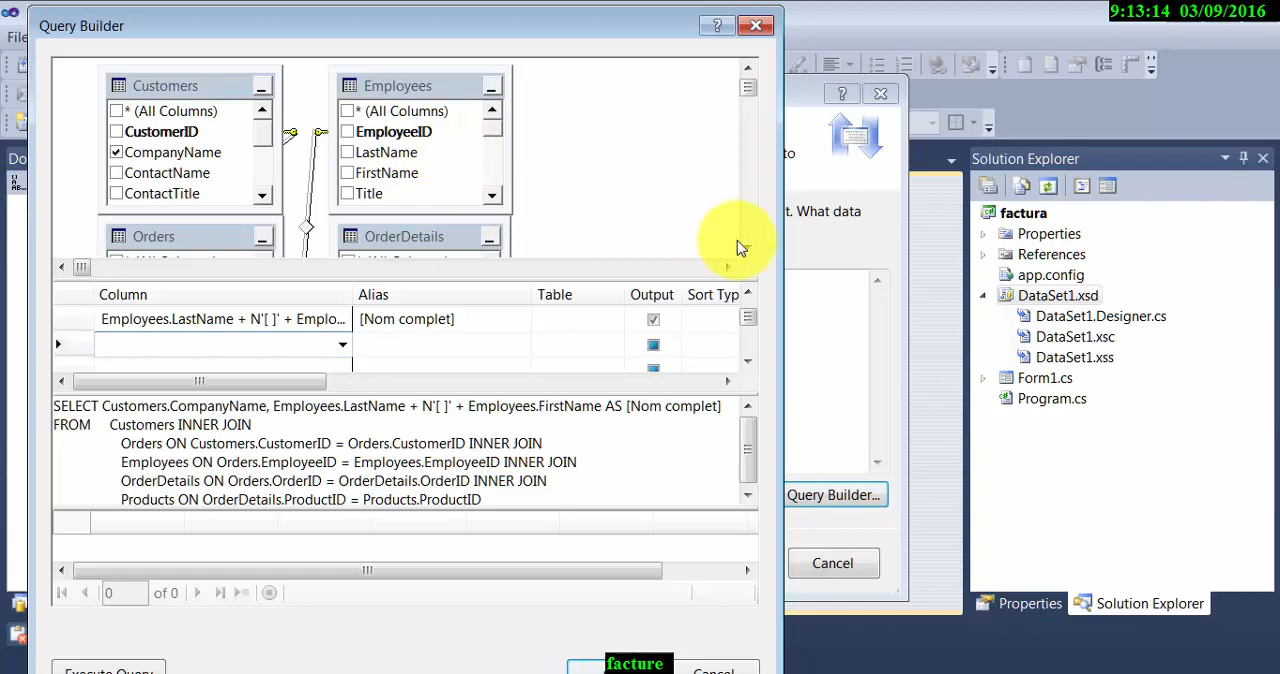 9:13:14 03/09/2016
Query Builder
File
Customers
* (All Columns)
CustomerID
CompanyName
ContactName
ContactTitle
Employees
* (All Columns)
EmployeeID
LastName
FirstName
Title
Orders
OrderDetails
to
t. What data
Column Alias Table Output Sort Typ
Employees.LastName + N'[ ]' + Emplo... [Nom complet]
SELECT Customers.CompanyName, Employees.LastName + N'[ ]' + Employees.FirstName AS [Nom complet]
FROM Customers INNER JOIN
Orders ON Customers.CustomerID = Orders.CustomerID INNER JOIN
Employees ON Orders.EmployeeID = Employees.EmployeeID INNER JOIN
OrderDetails ON Orders.OrderID = OrderDetails.OrderID INNER JOIN
Products ON OrderDetails.ProductID = Products.ProductID
0 of 0
Execute Query
facture
Cancel
Query Builder...
Cancel
Do
Solution Explorer
factura
Properties
References
app.config
DataSet1.xsd
DataSet1.Designer.cs
DataSet1.xsc
DataSet1.xss
Form1.cs
Program.cs
Properties
Solution Explorer